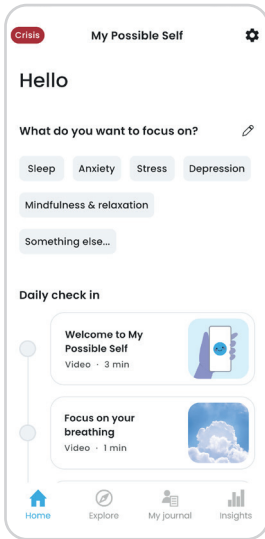 Crisis
My Possible Self
Hello
What do you want to focus on?
Sleep
Anxiety
Stress
Depression
Mindfulness & relaxation
Something else...
Daily check in
Welcome to My
Possible Self
Video · 3 min
Focus on your
breathing
Video · 1 min
Home
Explore
My journal
Insights